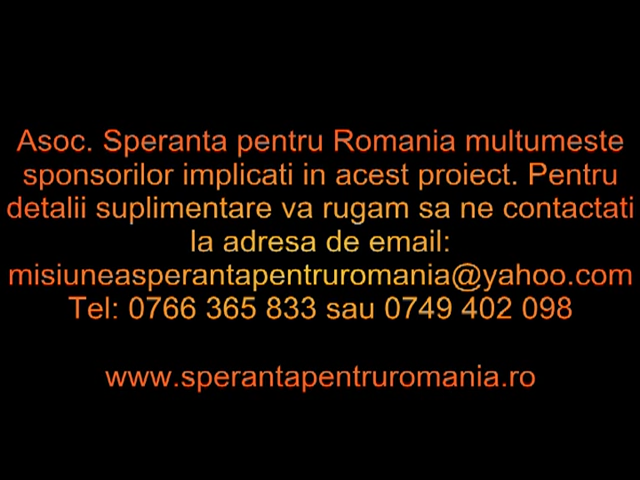 Asoc. Speranta pentru Romania multumeste
sponsorilor implicati in acest proiect. Pentru
detalii suplimentare va rugam sa ne contactati
la adresa de email:
misiuneasperantapentruromania@yahoo.com
Tel: 0766 365 833 sau 0749 402 098
www.sperantapentruromania.ro